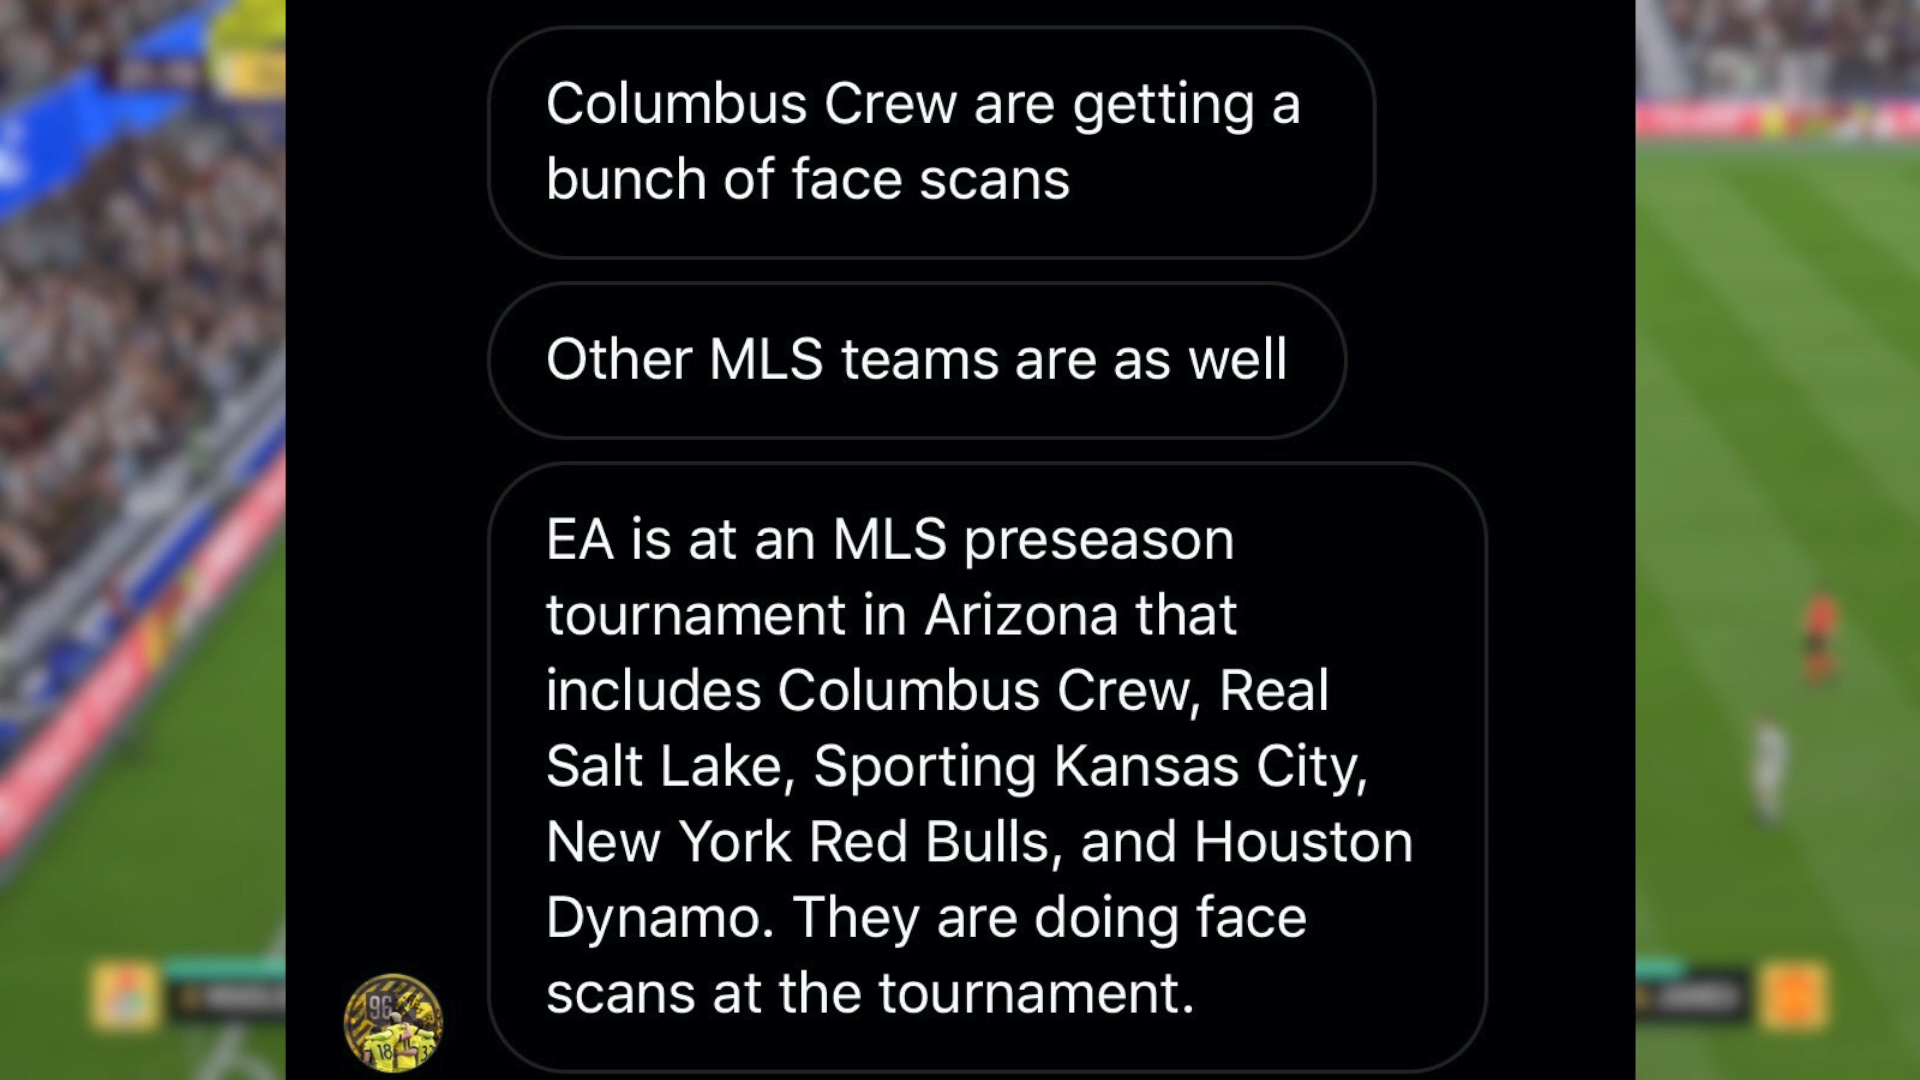 Columbus Crew are getting a
bunch of face scans
Other MLS teams are as well
EA is at an MLS preseason
tournament in Arizona that
includes Columbus Crew, Real
Salt Lake, Sporting Kansas City,
New York Red Bulls, and Houston
Dynamo. They are doing face
scans at the tournament.
96
18